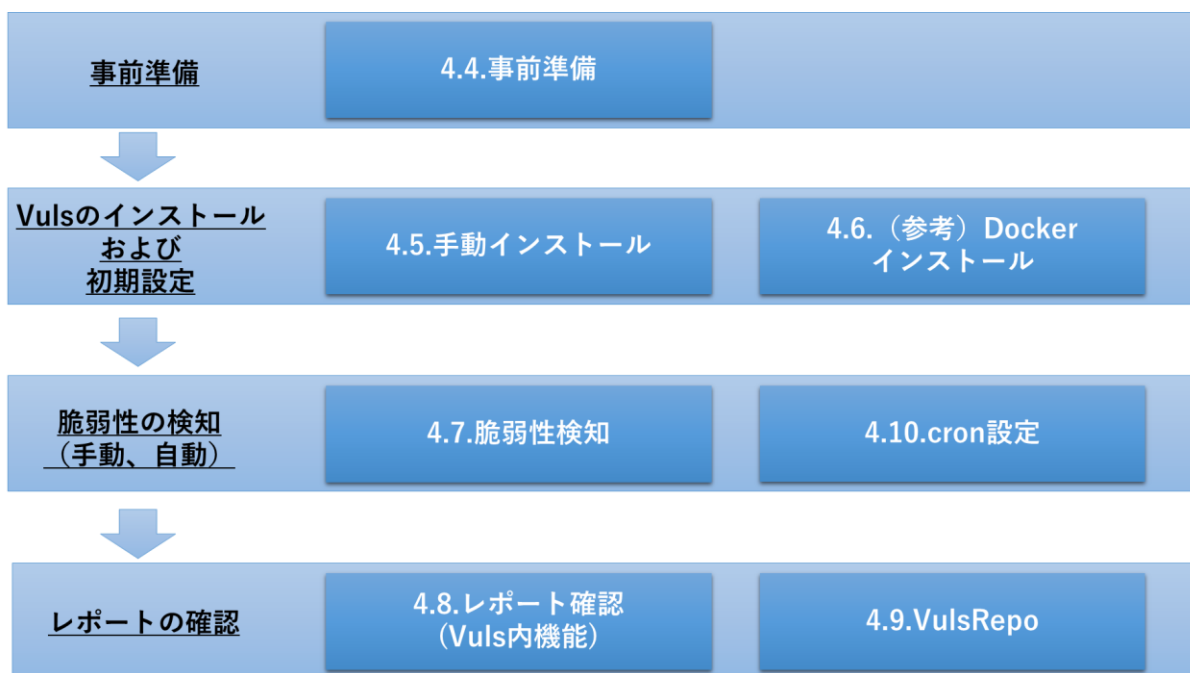 事前準備
4.4.事前準備
Vulsのインストール
および
初期設定
4.5.手動インストール
4.6.（参考）Docker
インストール
脆弱性の検知
（手動、自動）
4.7.脆弱性検知
4.10.cron設定
レポートの確認
4.8.レポート確認
(Vuls内機能）
4.9.VulsRepo